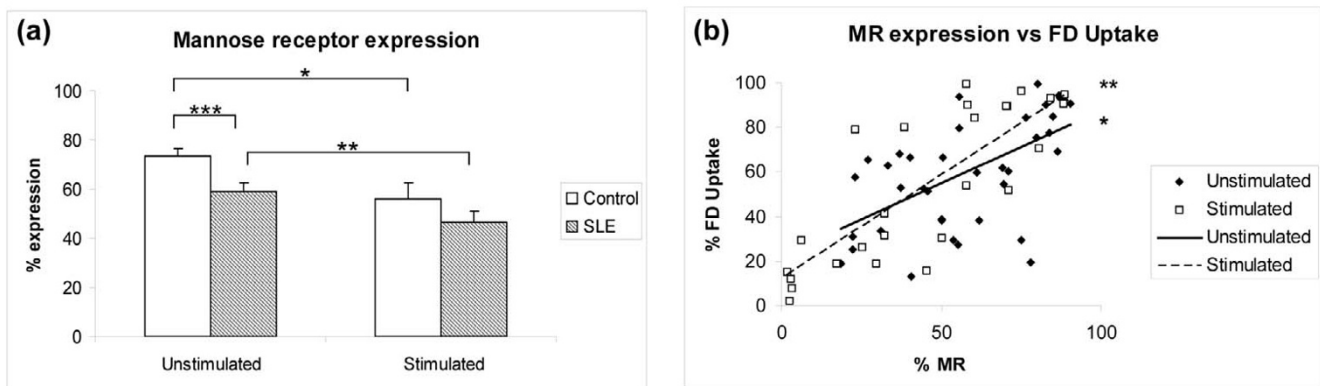 (a)
Mannose receptor expression
% expression
100
80
60
40
20
0
*
***
**
Unstimulated
Stimulated
Control
SLE
(b)
MR expression vs FD Uptake
% FD Uptake
100
80
60
40
20
0
0
50
100
% MR
**
*
Unstimulated
Stimulated
Unstimulated
Stimulated